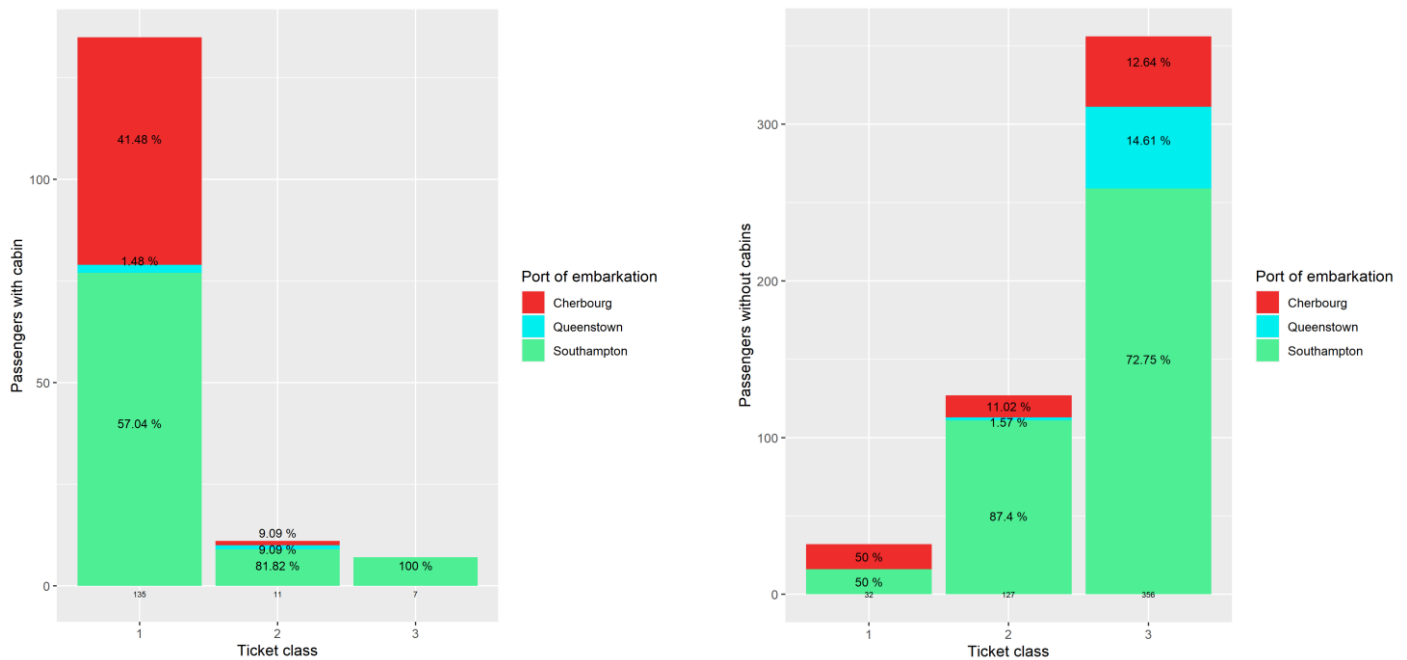 Passengers with cabin
100
50
0
41.48 %
1.48 %
57.04 %
9.09 %
9.09 %
81.82 %
100 %
135
11
7
1
2
3
Ticket class
Port of embarkation
Cherbourg
Queenstown
Southampton
Passengers without cabins
300
200
100
0
12.64 %
14.61 %
72.75 %
11.02 %
1.57 %
87.4 %
50 %
50 %
32
127
356
1
2
3
Ticket class
Port of embarkation
Cherbourg
Queenstown
Southampton